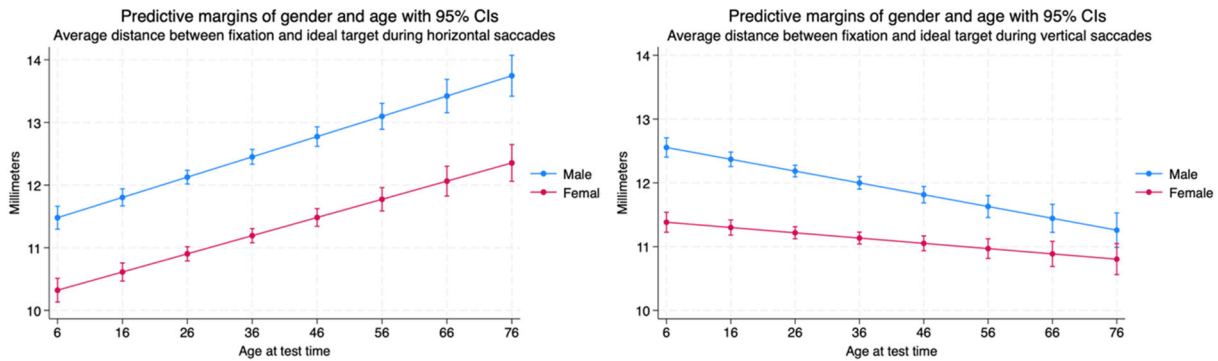 Predictive margins of gender and age with 95% CIs
Average distance between fixation and ideal target during horizontal saccades
14
13
12
11
10
Millimeters
6 16 26 36 46 56 66 76
Age at test time
Male
Femal
Predictive margins of gender and age with 95% CIs
Average distance between fixation and ideal target during vertical saccades
14
13
12
11
10
Millimeters
6 16 26 36 46 56 66 76
Age at test time
Male
Female